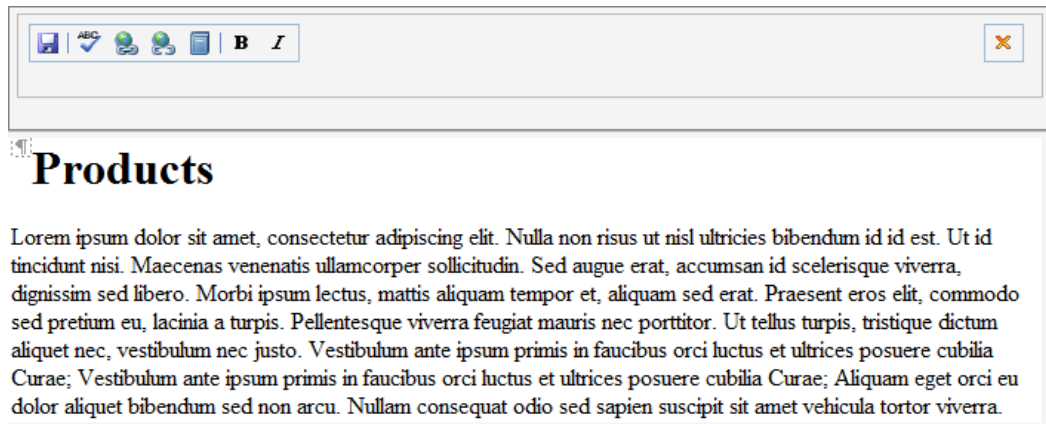 ABC B I
¶
Products
Lorem ipsum dolor sit amet, consectetur adipiscing elit. Nulla non risus ut nisl ultricies bibendum id id est. Ut id
tincidunt nisi. Maecenas venenatis ullamcorper sollicitudin. Sed augue erat, accumsan id scelerisque viverra,
dignissim sed libero. Morbi ipsum lectus, mattis aliquam tempor et, aliquam sed erat. Praesent eros elit, commodo
sed pretium eu, lacinia a turpis. Pellentesque viverra feugiat mauris nec porttitor. Ut tellus turpis, tristique dictum
aliquet nec, vestibulum nec justo. Vestibulum ante ipsum primis in faucibus orci luctus et ultrices posuere cubilia
Curae; Vestibulum ante ipsum primis in faucibus orci luctus et ultrices posuere cubilia Curae; Aliquam eget orci eu
dolor aliquet bibendum sed non arcu. Nullam consequat odio sed sapien suscipit sit amet vehicula tortor viverra.